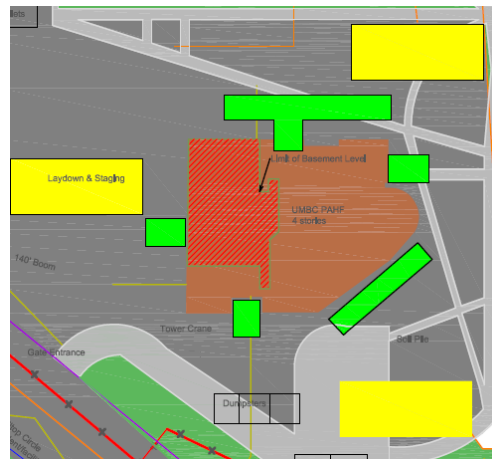 Limit of Basement Level
Laydown & Staging
UMBC PAHF
4 stories
140' Boom
Tower Crane
Soil Pile
Gate Entrance
Dumpsters
Circle